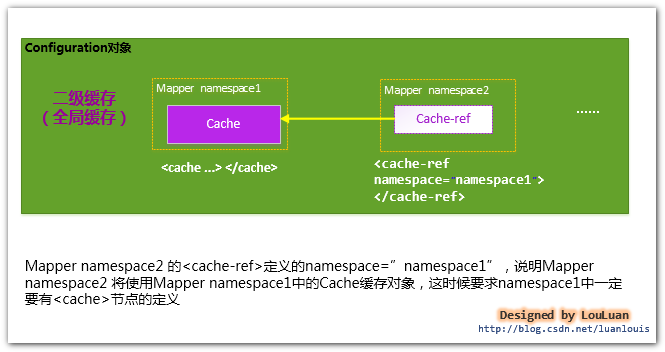 Configuration对象
二级缓存
（全局缓存）
Mapper namespace1
Cache
<cache ...> </cache>
Mapper namespace2
Cache-ref
<cache-ref
namespace="namespace1">
</cache-ref>
......
Mapper namespace2 的<cache-ref>定义的namespace=”namespace1”，说明Mapper
namespace2 将使用Mapper namespace1中的Cache缓存对象，这时候要求namespace1中一定
要有<cache>节点的定义
Designed by LouLuan
http://blog.csdn.net/luanlouis